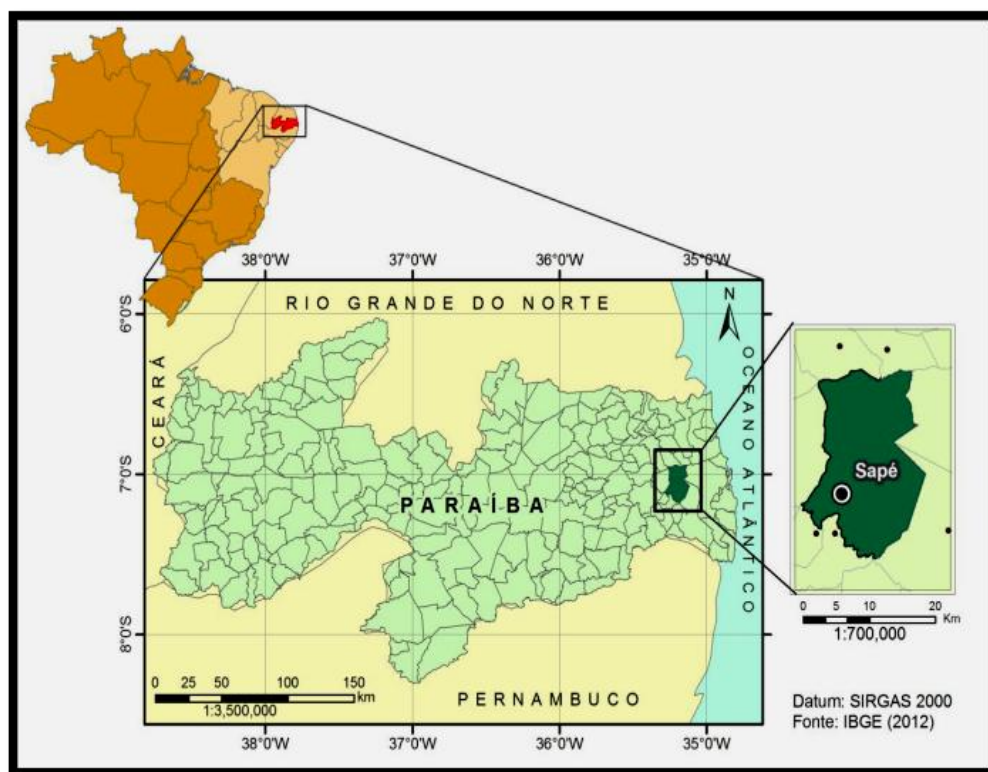 38°0'W 37°0'W 36°0'W 35°0'W
RIO GRANDE DO NORTE
N
6°0'S
CEARÁ
OCEANO ATLÂNTICO
7°0'S
PARAÍBA
Sapé
8°0'S
0 25 50 100 150
km
1:3,500,000
PERNAMBUCO
38°0'W 37°0'W 36°0'W 35°0'W
0 5 10 20
Km
1:700,000
Datum: SIRGAS 2000
Fonte: IBGE (2012)